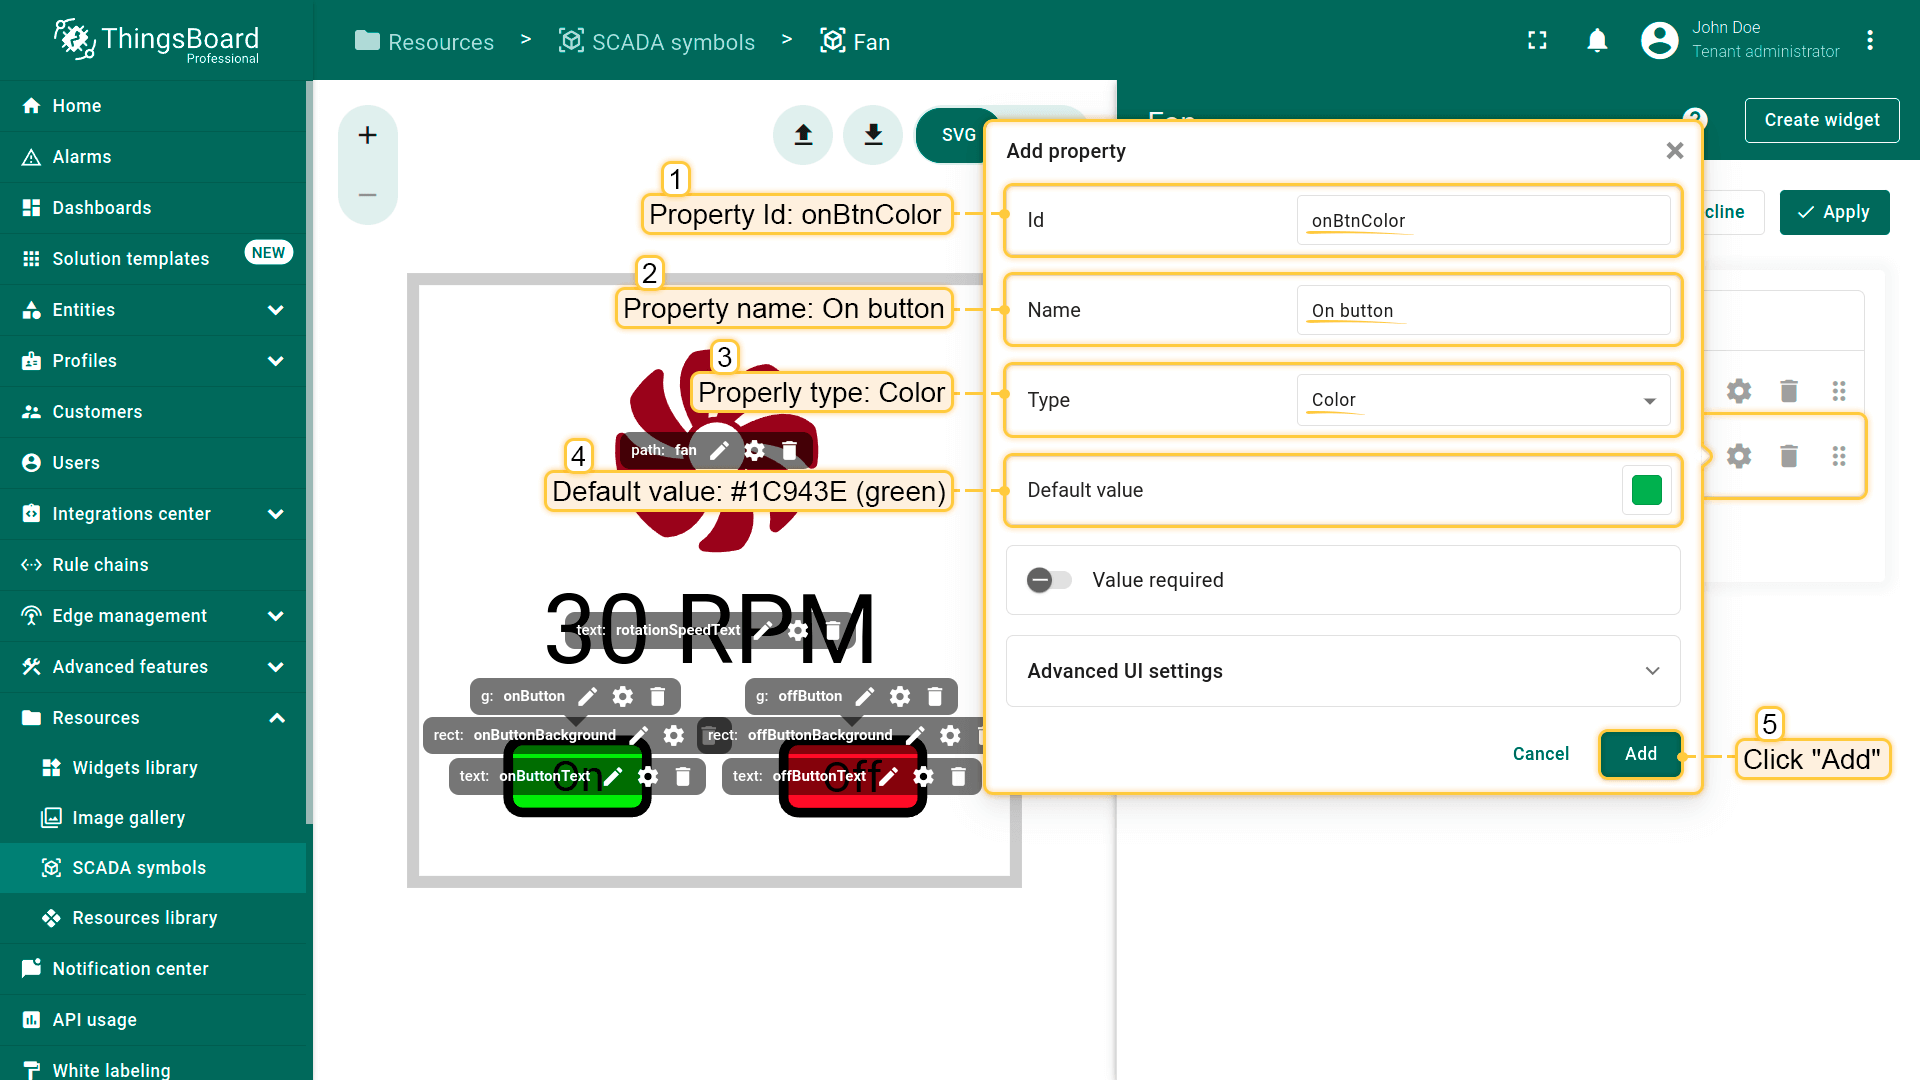 ThingsBoard
Professional
Resources > SCADA symbols > Fan
John Doe
Tenant administrator
Home
Alarms
Dashboards
Solution templates NEW
Entities
Profiles
Customers
Users
Integrations center
Rule chains
Edge management
Advanced features
Resources
Widgets library
Image gallery
SCADA symbols
Resources library
Notification center
API usage
White labeling
SVG
Create widget
cline
Apply
1
Property Id: onBtnColor
2
Property name: On button
3
Properly type: Color
4
Default value: #1C943E (green)
path: fan
30 RPM
text: rotationSpeedText
g: onButton
g: offButton
rect: onButtonBackground
rect: offButtonBackground
text: onButtonText
text: offButtonText
On
Off
Add property
Id
onBtnColor
Name
On button
Type
Color
Default value
Value required
Advanced UI settings
Cancel
Add
5
Click "Add"